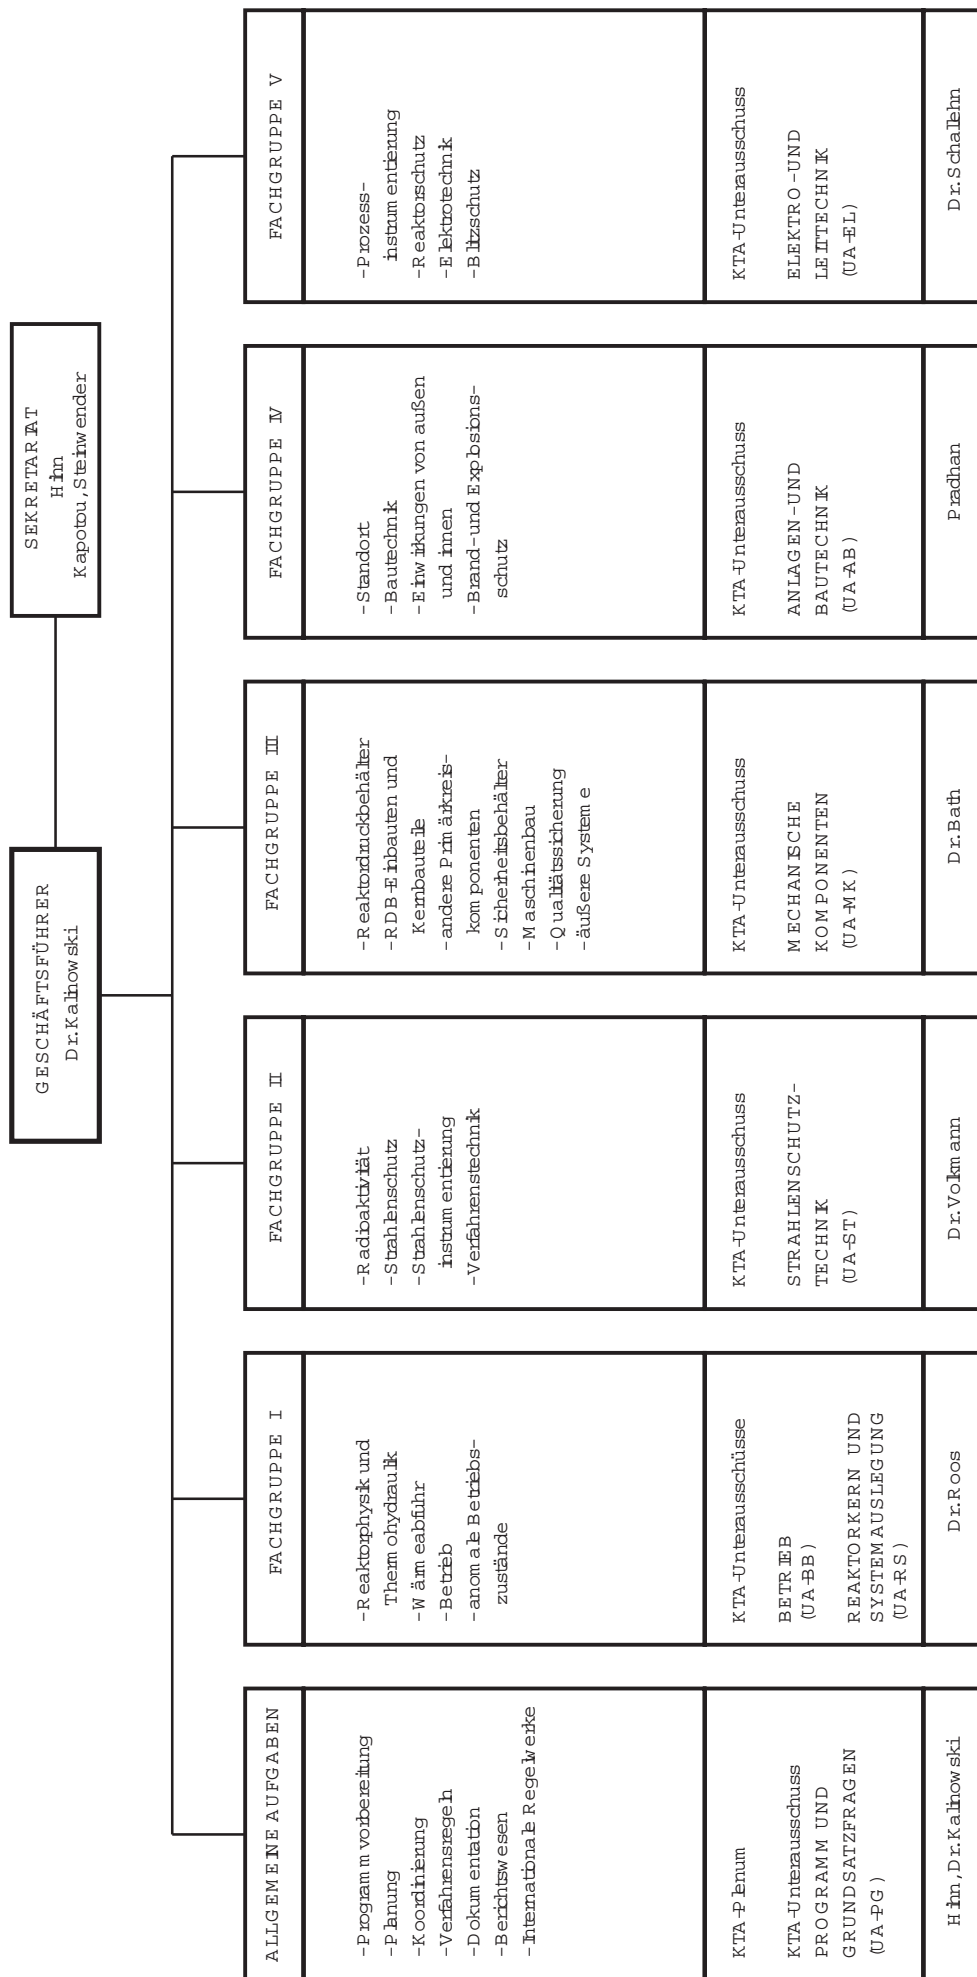 GESCHÄFTSFÜHRER
Dr. Kalinowski
SEKRETARIAT
Hinn
Kapotou, Steinwender
ALLGEMEINE AUFGABEN
-Programmvorbereitung
-Planung
-Koordinierung
-Verfahrensregeln
-Dokumentation
-Berichtswesen
-Internationale Regelwerke
KTA-Plenum
KTA-Unterausschuss
PROGRAMM UND
GRUNDSATZFRAGEN
(UA-PG)
Hinn, Dr. Kalinowski
FACHGRUPPE I
-Reaktorphysik und
Thermohydraulik
-Wärmeabfuhr
-Betrieb
-anomale Betriebs-
zustände
KTA-Unterausschüsse
BETRIEB
(UA-BB)
REAKTORKERN UND
SYSTEMAUSLEGUNG
(UA-RS)
Dr. Roos
FACHGRUPPE II
-Radioaktivität
-Strahlenschutz
-Strahlenschutz-
instrumentierung
-Verfahrenstechnik
KTA-Unterausschuss
STRAHLENSCHUTZ-
TECHNIK
(UA-ST)
Dr. Volkmann
FACHGRUPPE III
-Reaktordruckbehälter
-RDB-Einbauten und
Kernbauteile
-andere Primärkreis-
komponenten
-Sicherheitsbehälter
-Maschinenbau
-Qualitätssicherung
-äußere Systeme
KTA-Unterausschuss
MECHANISCHE
KOMPONENTEN
(UA-MK)
Dr. Bath
FACHGRUPPE IV
-Standort
-Bautechnik
-Einwirkungen von außen
und innen
-Brand- und Explosions-
schutz
KTA-Unterausschuss
ANLAGEN- UND
BAUTECHNIK
(UA-AB)
Pradhan
FACHGRUPPE V
-Prozess-
instrumentierung
-Reaktorschutz
-Elektrotechnik
-Blitzschutz
KTA-Unterausschuss
ELEKTRO- UND
LEITTECHNIK
(UA-EL)
Dr. Schallehn